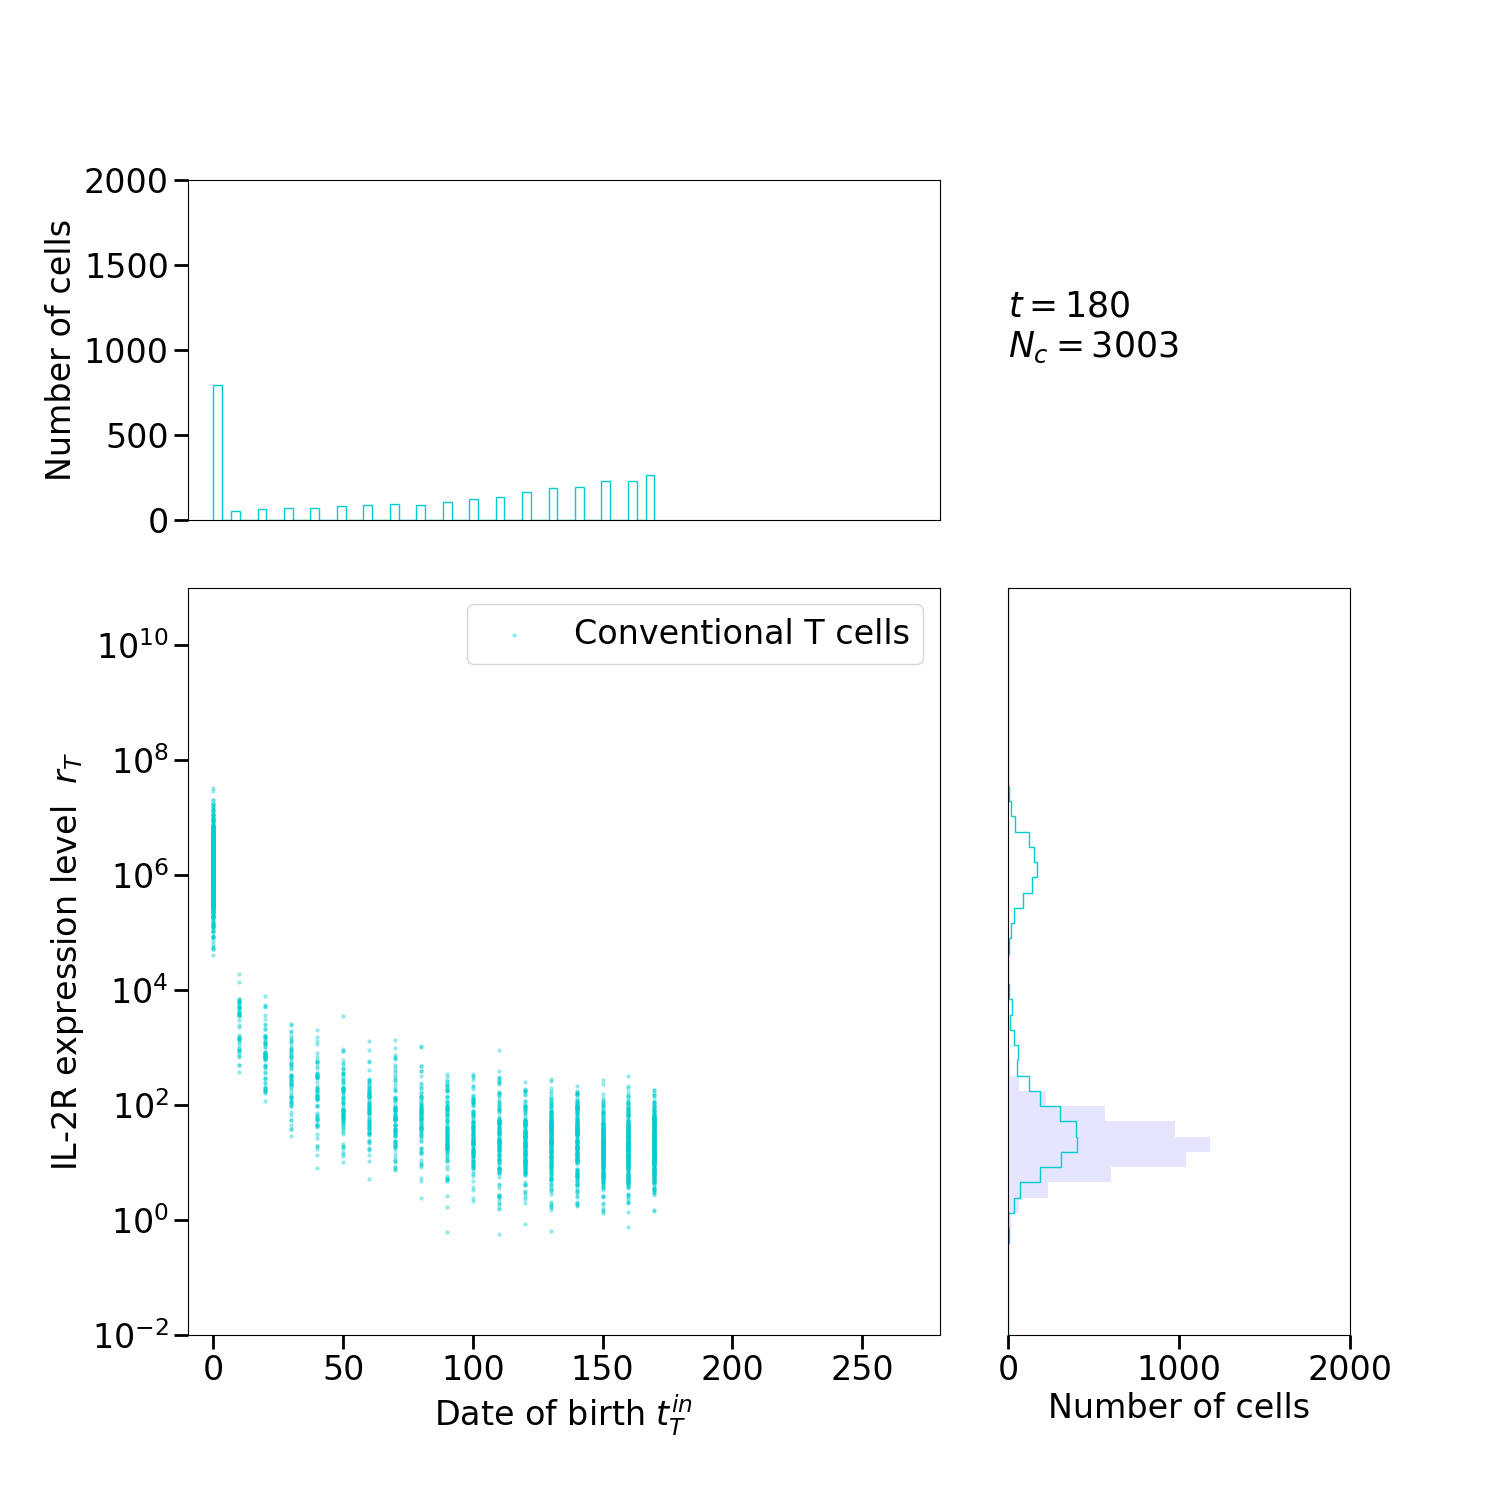 2000
1500
1000
500
0
Number of cells
t = 180
N_c = 3003
Conventional T cells
10^10
10^8
10^6
10^4
10^2
10^0
10^−2
IL-2R expression level r_T
0 50 100 150 200 250
Date of birth t_T^in
0 1000 2000
Number of cells